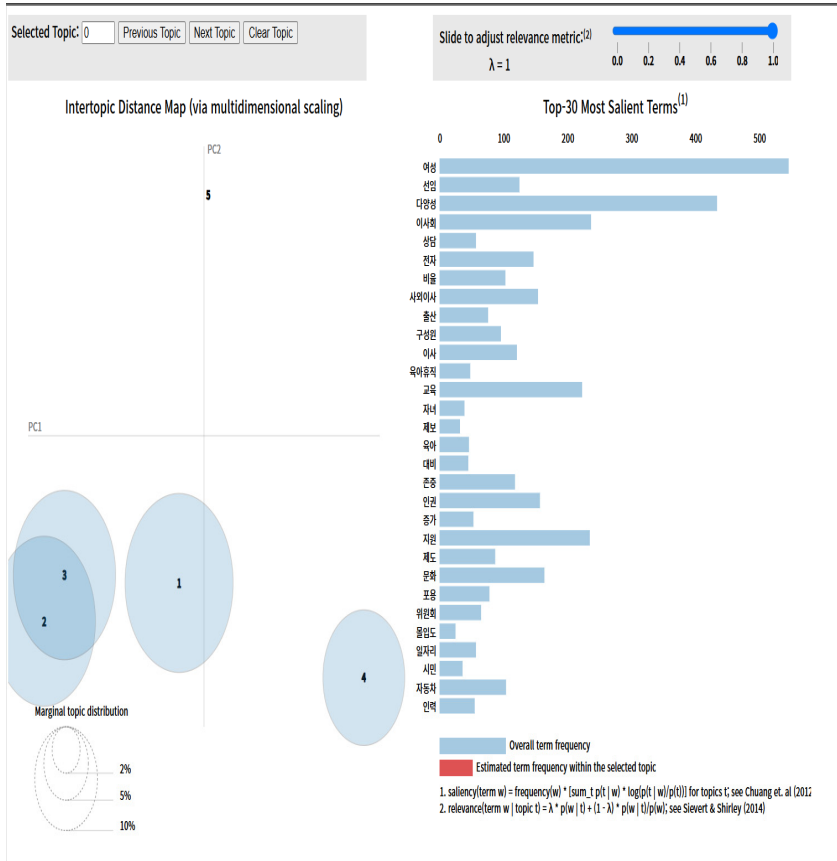 Selected Topic: 0 Previous Topic Next Topic Clear Topic
Slide to adjust relevance metric:(2)
λ = 1
0.0 0.2 0.4 0.6 0.8 1.0
Intertopic Distance Map (via multidimensional scaling)
PC2
PC1
5
3
1
2
4
Marginal topic distribution
2%
5%
10%
Top-30 Most Salient Terms(1)
0 100 200 300 400 500
여성
선임
다양성
이사회
상담
전자
비율
사외이사
출산
구성원
이사
육아휴직
교육
자녀
제보
육아
대비
존중
인권
증가
지원
제도
문화
포용
위원회
몰입도
일자리
시민
자동차
인력
Overall term frequency
Estimated term frequency within the selected topic
1. saliency(term w) = frequency(w) * [sum_t p(t | w) * log(p(t | w)/p(t))] for topics t; see Chuang et. al (2012
2. relevance(term w | topic t) = λ * p(w | t) + (1 - λ) * p(w | t)/p(w); see Sievert & Shirley (2014)